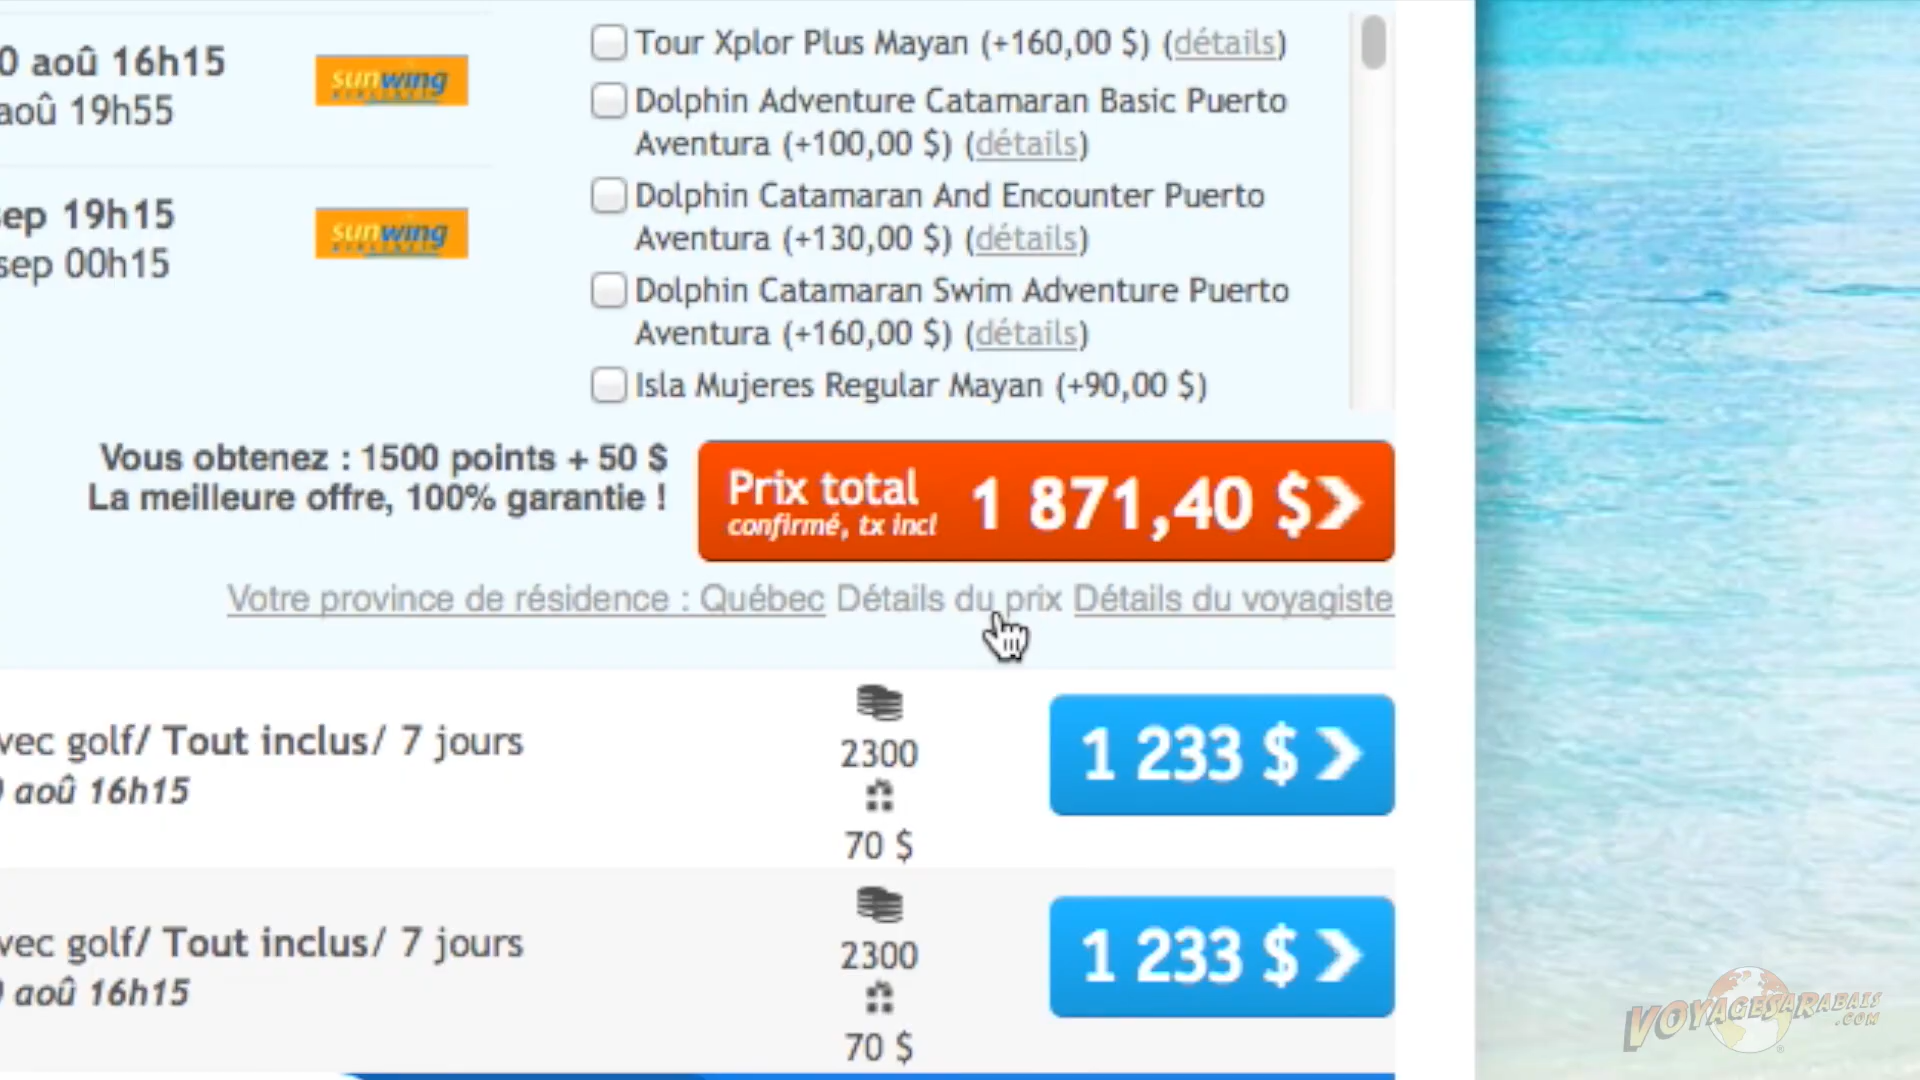 0 aoû 16h15
aoû 19h55
sunwing
AIRLINES
sep 19h15
sep 00h15
sunwing
AIRLINES
Tour Xplor Plus Mayan (+160,00 $) (détails)
Dolphin Adventure Catamaran Basic Puerto
Aventura (+100,00 $) (détails)
Dolphin Catamaran And Encounter Puerto
Aventura (+130,00 $) (détails)
Dolphin Catamaran Swim Adventure Puerto
Aventura (+160,00 $) (détails)
Isla Mujeres Regular Mayan (+90,00 $)
Vous obtenez : 1500 points + 50 $
La meilleure offre, 100% garantie !
Prix total
confirmé, tx incl
1 871,40 $
Votre province de résidence : Québec Détails du prix Détails du voyagiste
vec golf/ Tout inclus/ 7 jours
aoû 16h15
2300
70 $
1 233 $
vec golf/ Tout inclus/ 7 jours
aoû 16h15
2300
70 $
1 233 $
VOYAGESARABAIS
.COM